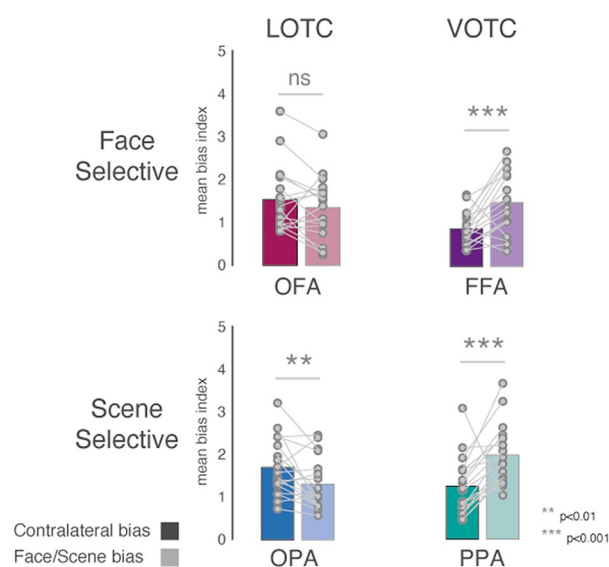 LOTC VOTC
Face
Selective
mean bias index
5
4
3
2
1
0
ns
***
OFA FFA
Scene
Selective
mean bias index
5
4
3
2
1
0
**
***
OPA PPA
Contralateral bias
Face/Scene bias
** p<0.01
*** p<0.001